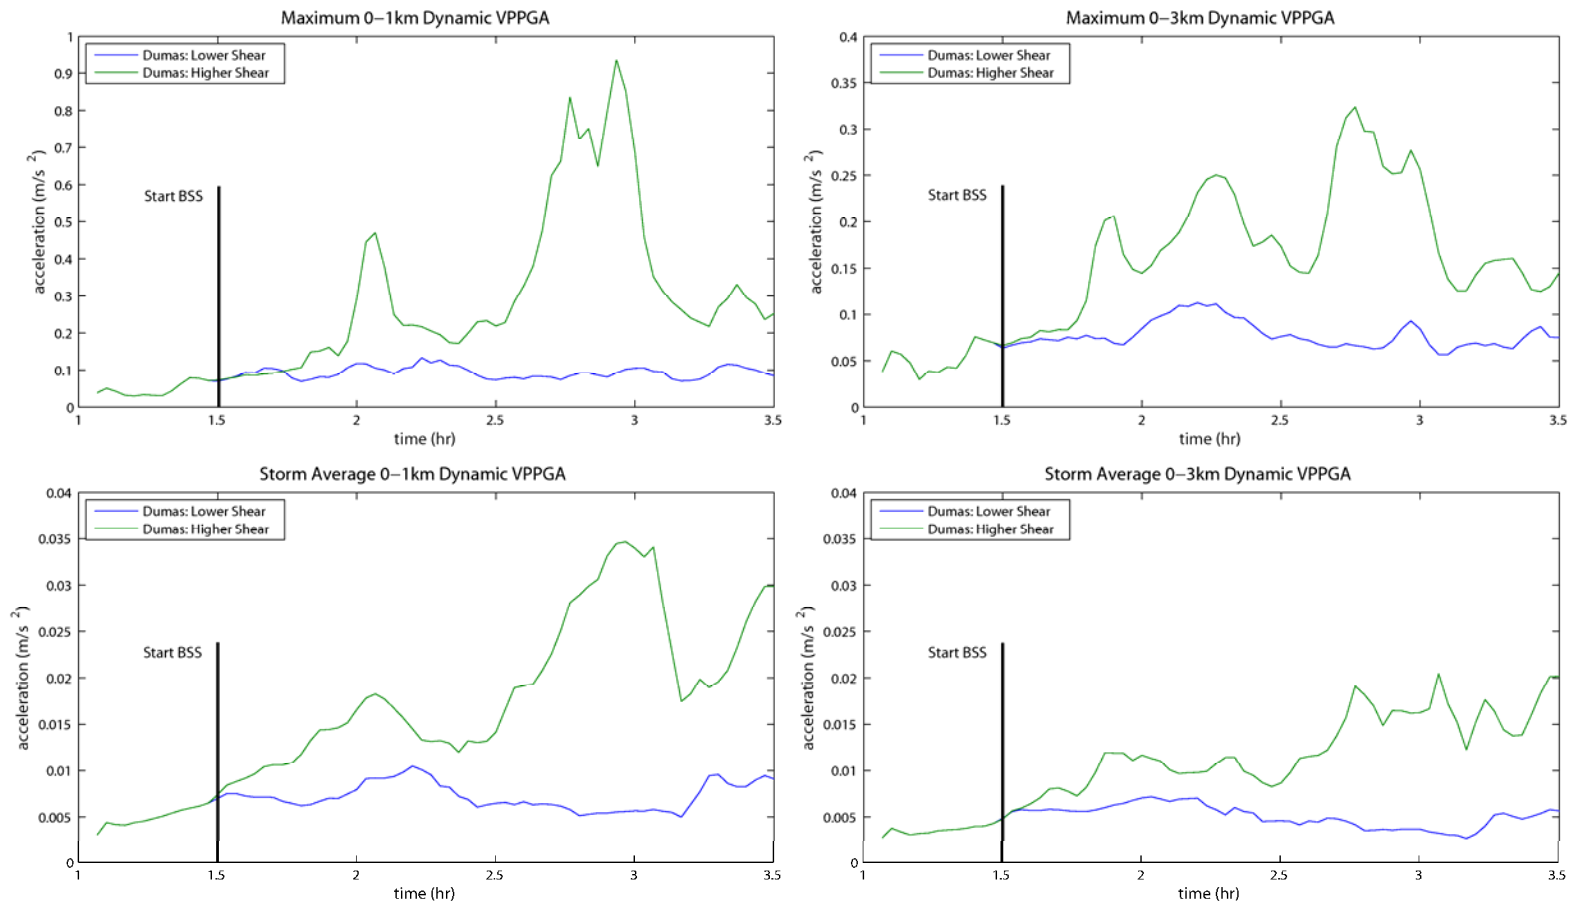 Maximum 0−1km Dynamic VPPGA
1
0.9
0.8
0.7
0.6
0.5
0.4
0.3
0.2
0.1
0
acceleration (m/s ²)
Dumas: Lower Shear
Dumas: Higher Shear
Start BSS
1
1.5
2
2.5
3
3.5
time (hr)
Maximum 0−3km Dynamic VPPGA
0.4
0.35
0.3
0.25
0.2
0.15
0.1
0.05
0
acceleration (m/s ²)
Dumas: Lower Shear
Dumas: Higher Shear
Start BSS
1
1.5
2
2.5
3
3.5
time (hr)
Storm Average 0−1km Dynamic VPPGA
0.04
0.035
0.03
0.025
0.02
0.015
0.01
0.005
0
acceleration (m/s ²)
Dumas: Lower Shear
Dumas: Higher Shear
Start BSS
1
1.5
2
2.5
3
3.5
time (hr)
Storm Average 0−3km Dynamic VPPGA
0.04
0.035
0.03
0.025
0.02
0.015
0.01
0.005
0
acceleration (m/s ²)
Dumas: Lower Shear
Dumas: Higher Shear
Start BSS
1
1.5
2
2.5
3
3.5
time (hr)